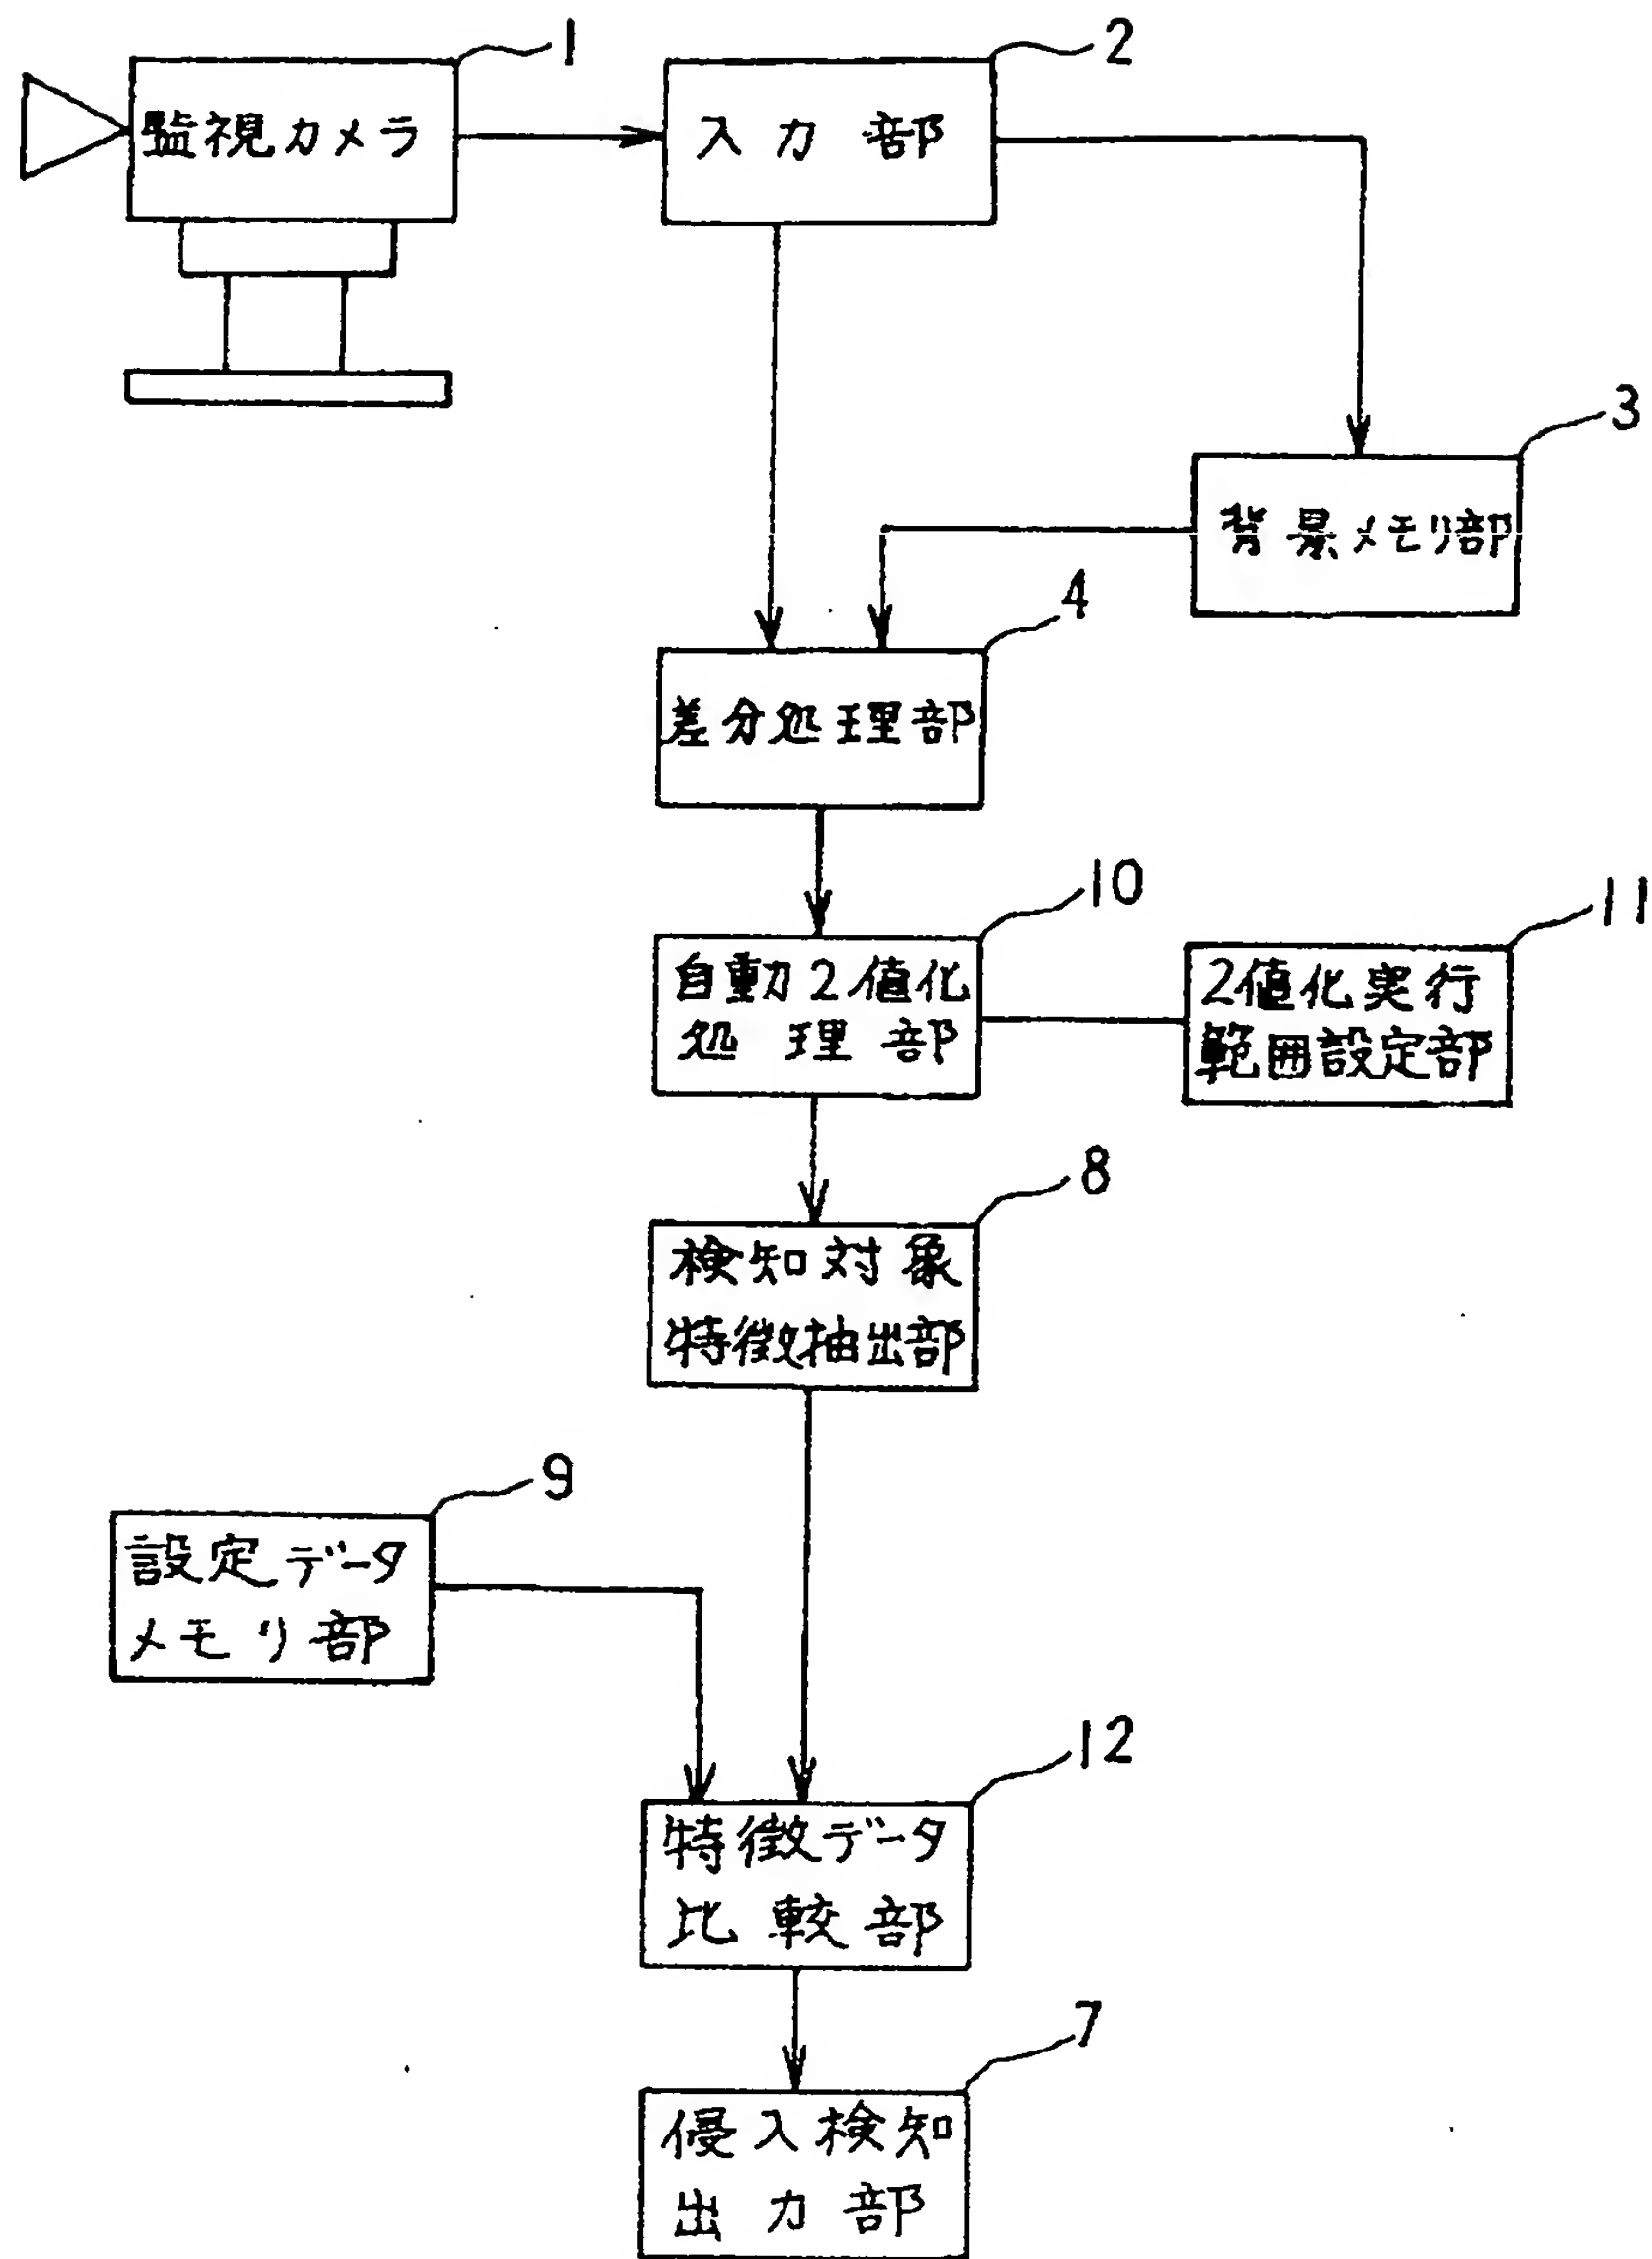 1
監視カメラ
2
入力部
3
背景メモリ部
4
差分処理部
10
自動2値化
処理部
11
2値化実行
範囲設定部
8
検知対象
特徴抽出部
9
設定データ
メモリ部
12
特徴データ
比較部
7
侵入検知
出力部